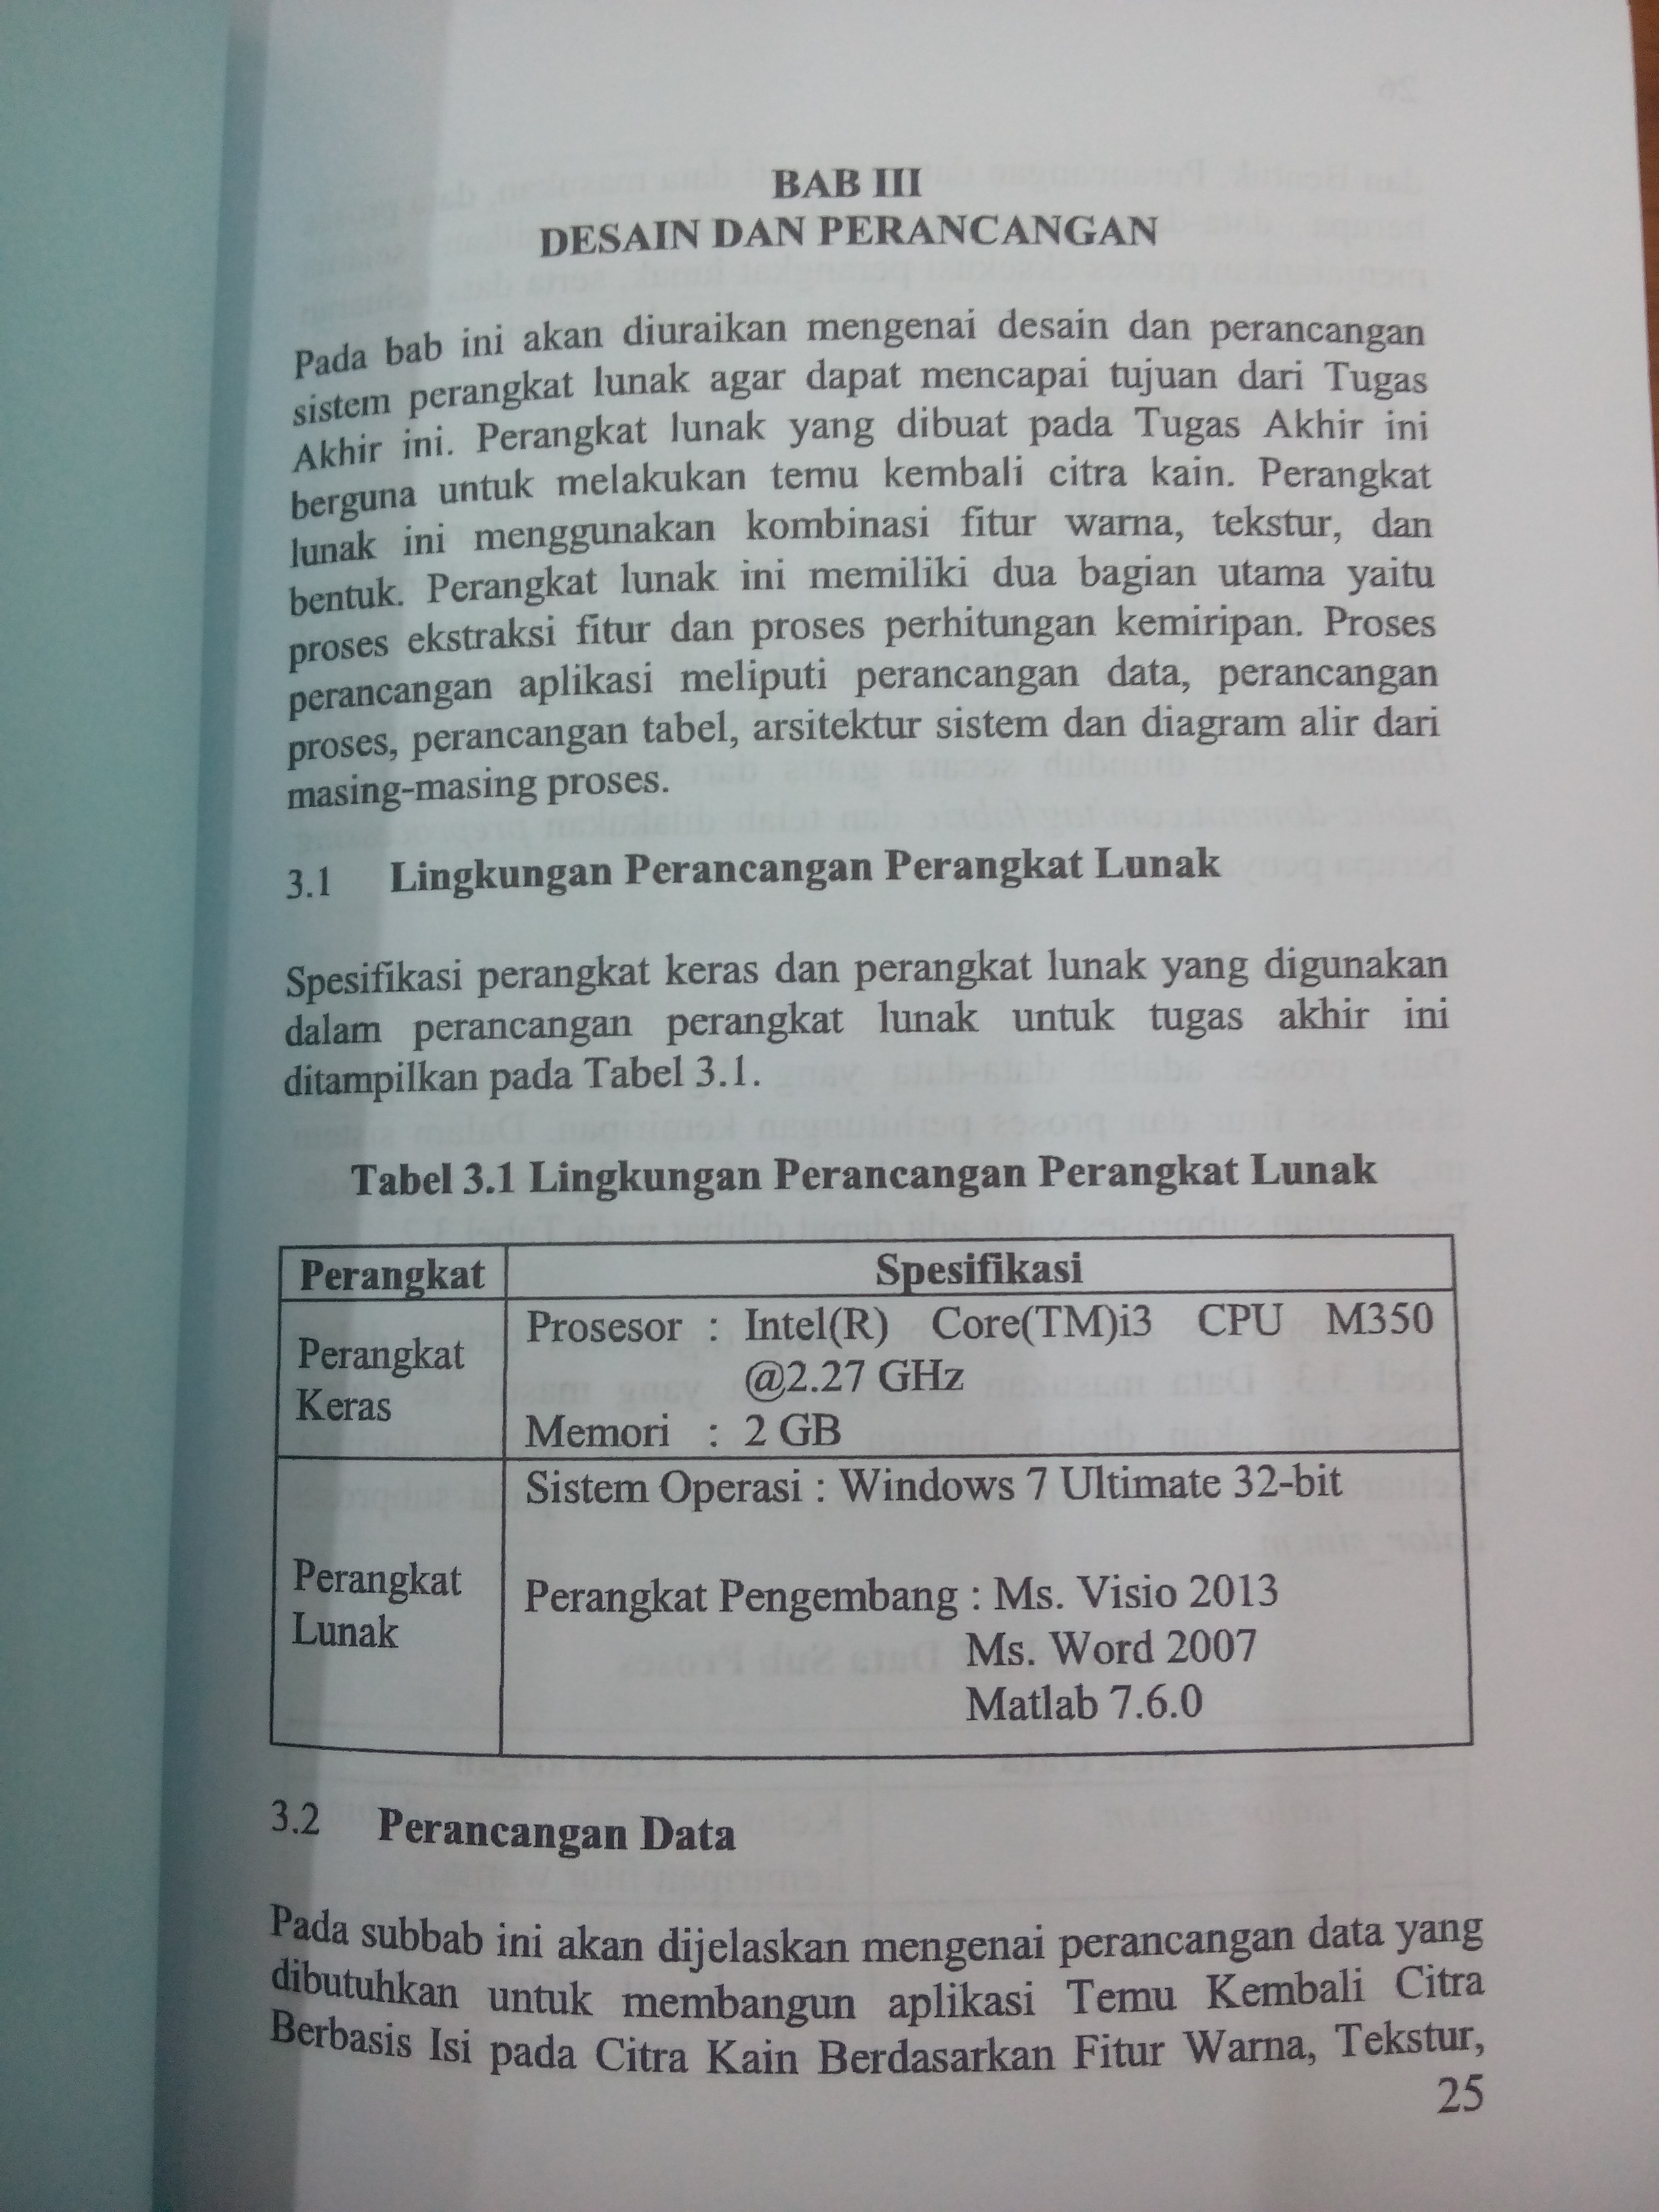 BAB III
DESAIN DAN PERANCANGAN
Pada bab ini akan diuraikan mengenai desain dan perancangan
sistem perangkat lunak agar dapat mencapai tujuan dari Tugas
Akhir ini. Perangkat lunak yang dibuat pada Tugas Akhir ini
berguna untuk melakukan temu kembali citra kain. Perangkat
lunak ini menggunakan kombinasi fitur warna, tekstur, dan
bentuk. Perangkat lunak ini memiliki dua bagian utama yaitu
proses ekstraksi fitur dan proses perhitungan kemiripan. Proses
perancangan aplikasi meliputi perancangan data, perancangan
proses, perancangan tabel, arsitektur sistem dan diagram alir dari
masing-masing proses.
3.1 Lingkungan Perancangan Perangkat Lunak
Spesifikasi perangkat keras dan perangkat lunak yang digunakan
dalam perancangan perangkat lunak untuk tugas akhir ini
ditampilkan pada Tabel 3.1.
Tabel 3.1 Lingkungan Perancangan Perangkat Lunak
Perangkat Spesifikasi
Perangkat
Keras
Prosesor : Intel(R) Core(TM)i3 CPU M350
@2.27 GHz
Memori : 2 GB
Perangkat
Lunak
Sistem Operasi : Windows 7 Ultimate 32-bit
Perangkat Pengembang : Ms. Visio 2013
Ms. Word 2007
Matlab 7.6.0
3.2 Perancangan Data
Pada subbab ini akan dijelaskan mengenai perancangan data yang
dibutuhkan untuk membangun aplikasi Temu Kembali Citra
Berbasis Isi pada Citra Kain Berdasarkan Fitur Warna, Tekstur,
25